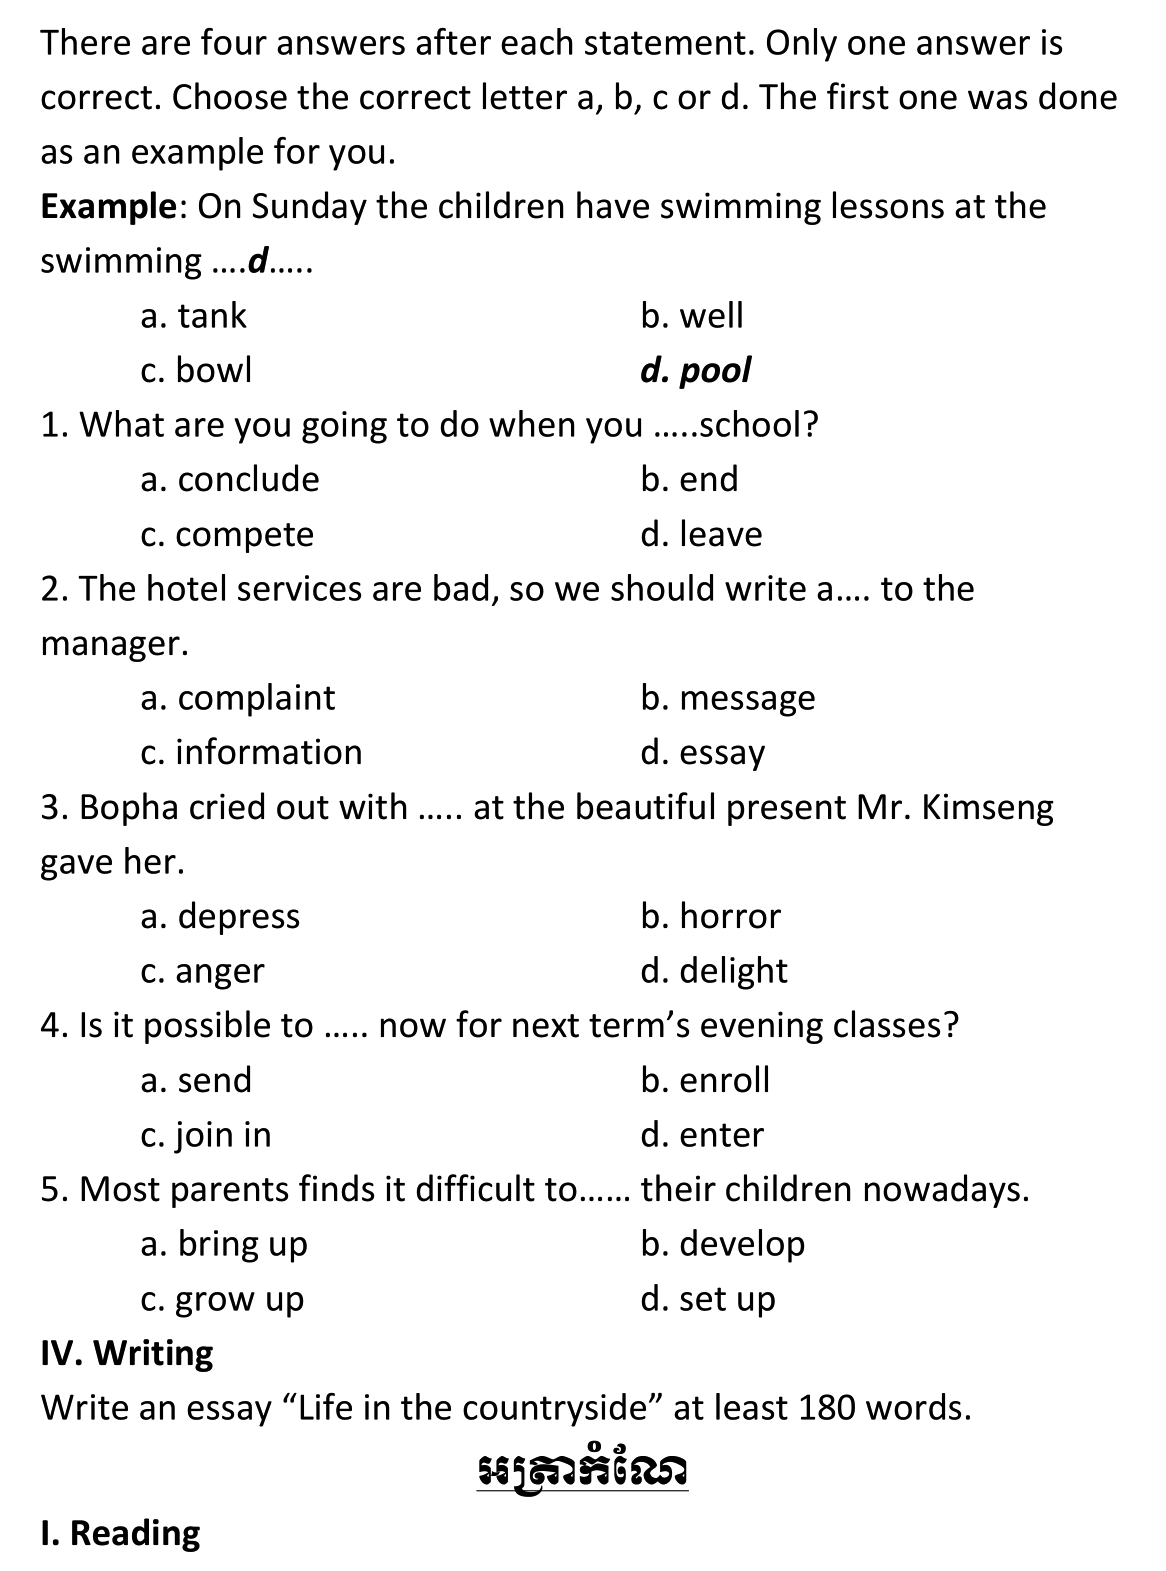 There are four answers after each statement. Only one answer is
correct. Choose the correct letter a, b, c or d. The first one was done
as an example for you.
Example: On Sunday the children have swimming lessons at the
swimming ....d.....
a. tank b. well
c. bowl d. pool
1. What are you going to do when you .....school?
a. conclude b. end
c. compete d. leave
2. The hotel services are bad, so we should write a.... to the
manager.
a. complaint b. message
c. information d. essay
3. Bopha cried out with ..... at the beautiful present Mr. Kimseng
gave her.
a. depress b. horror
c. anger d. delight
4. Is it possible to ..... now for next term’s evening classes?
a. send b. enroll
c. join in d. enter
5. Most parents finds it difficult to...... their children nowadays.
a. bring up b. develop
c. grow up d. set up
IV. Writing
Write an essay “Life in the countryside” at least 180 words.
អត្រាកំណែ
I. Reading